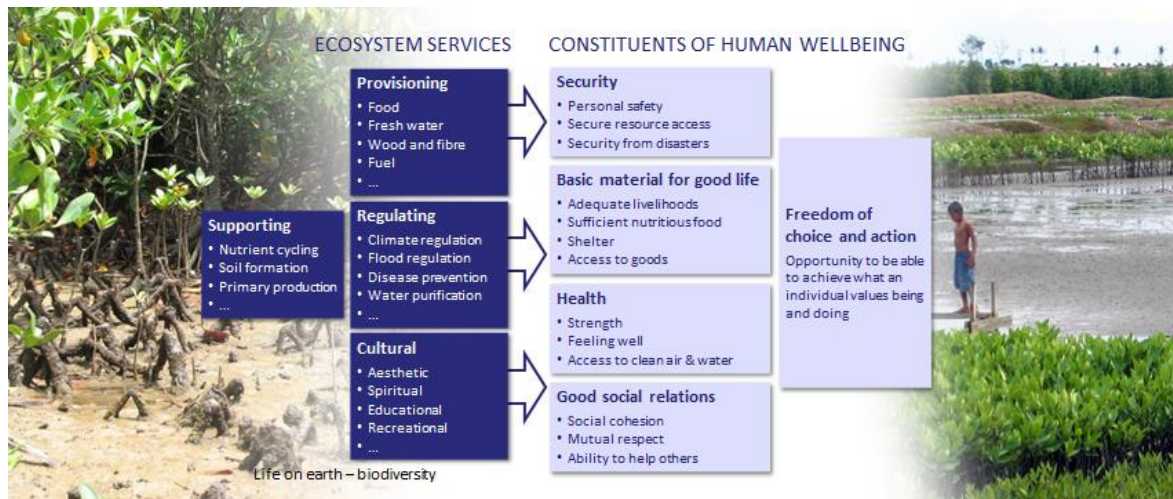 ECOSYSTEM SERVICES
CONSTITUENTS OF HUMAN WELLBEING
Supporting
• Nutrient cycling
• Soil formation
• Primary production
• ...
Provisioning
• Food
• Fresh water
• Wood and fibre
• Fuel
• ...
Regulating
• Climate regulation
• Flood regulation
• Disease prevention
• Water purification
• ...
Cultural
• Aesthetic
• Spiritual
• Educational
• Recreational
• ...
Security
• Personal safety
• Secure resource access
• Security from disasters
Basic material for good life
• Adequate livelihoods
• Sufficient nutritious food
• Shelter
• Access to goods
Health
• Strength
• Feeling well
• Access to clean air & water
Good social relations
• Social cohesion
• Mutual respect
• Ability to help others
Freedom of
choice and action
Opportunity to be able
to achieve what an
individual values being
and doing
Life on earth – biodiversity